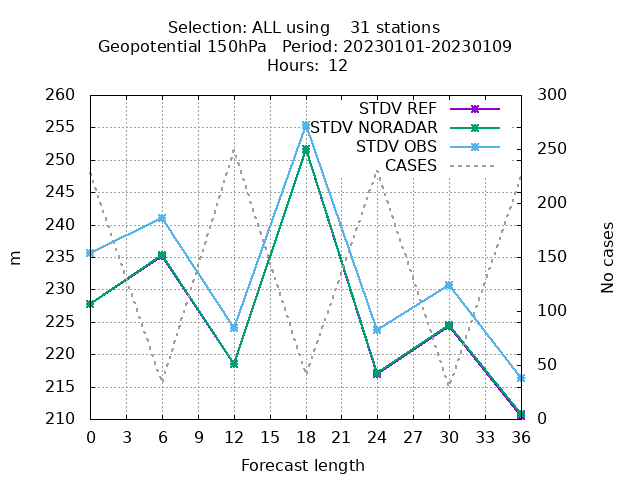 Selection: ALL using    31 stations
Geopotential 150hPa   Period: 20230101-20230109
Hours:  12
260
255
250
245
240
235
230
225
220
215
210
m
STDV REF
STDV NORADAR
STDV OBS
CASES
300
250
200
150
100
50
0
No cases
0 3 6 9 12 15 18 21 24 27 30 33 36
Forecast length